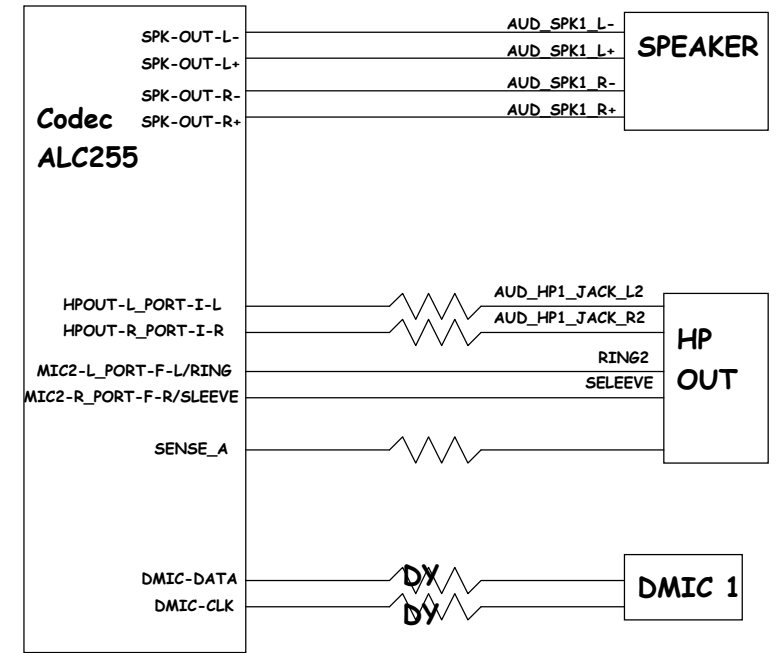 SPK-OUT-L-
SPK-OUT-L+
SPK-OUT-R-
SPK-OUT-R+
Codec
ALC255
AUD_SPK1_L-
AUD_SPK1_L+
AUD_SPK1_R-
AUD_SPK1_R+
SPEAKER
HPOUT-L_PORT-I-L
HPOUT-R_PORT-I-R
MIC2-L_PORT-F-L/RING
MIC2-R_PORT-F-R/SLEEVE
SENSE_A
AUD_HP1_JACK_L2
AUD_HP1_JACK_R2
RING2
SELEEVE
HP
OUT
DMIC-DATA
DMIC-CLK
DY
DY
DMIC 1